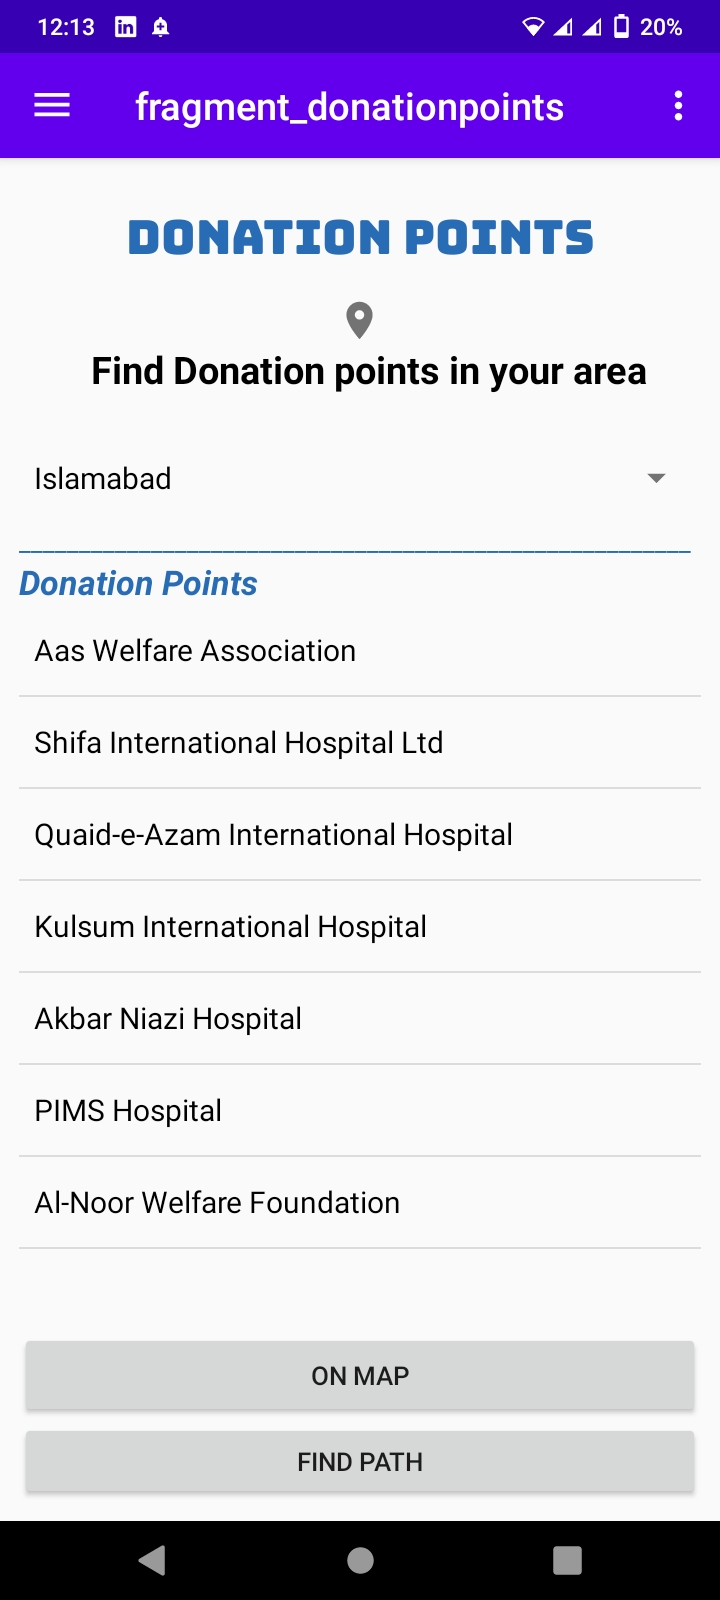 12:13 in 20%
fragment_donationpoints
DONATION POINTS
Find Donation points in your area
Islamabad
Donation Points
Aas Welfare Association
Shifa International Hospital Ltd
Quaid-e-Azam International Hospital
Kulsum International Hospital
Akbar Niazi Hospital
PIMS Hospital
Al-Noor Welfare Foundation
ON MAP
FIND PATH